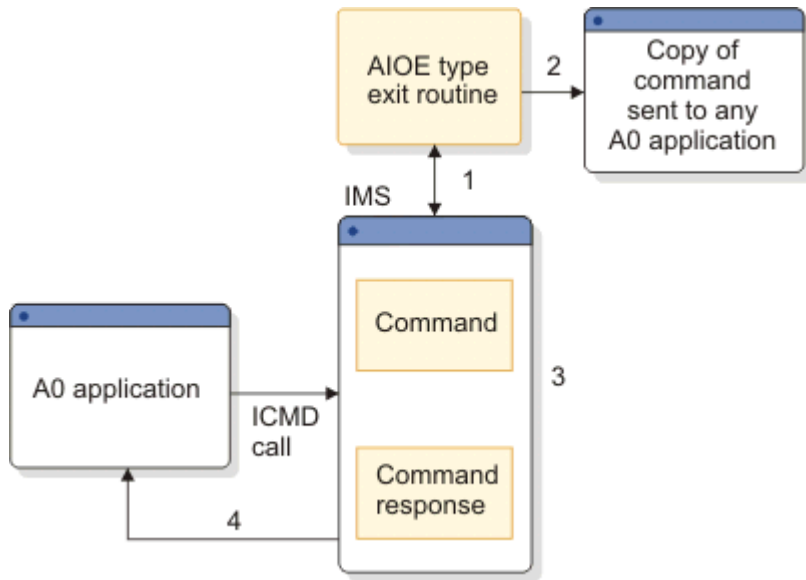 AIOE type
exit routine
2
Copy of
command
sent to any
A0 application
1
IMS
Command
3
A0 application
ICMD
call
Command
response
4